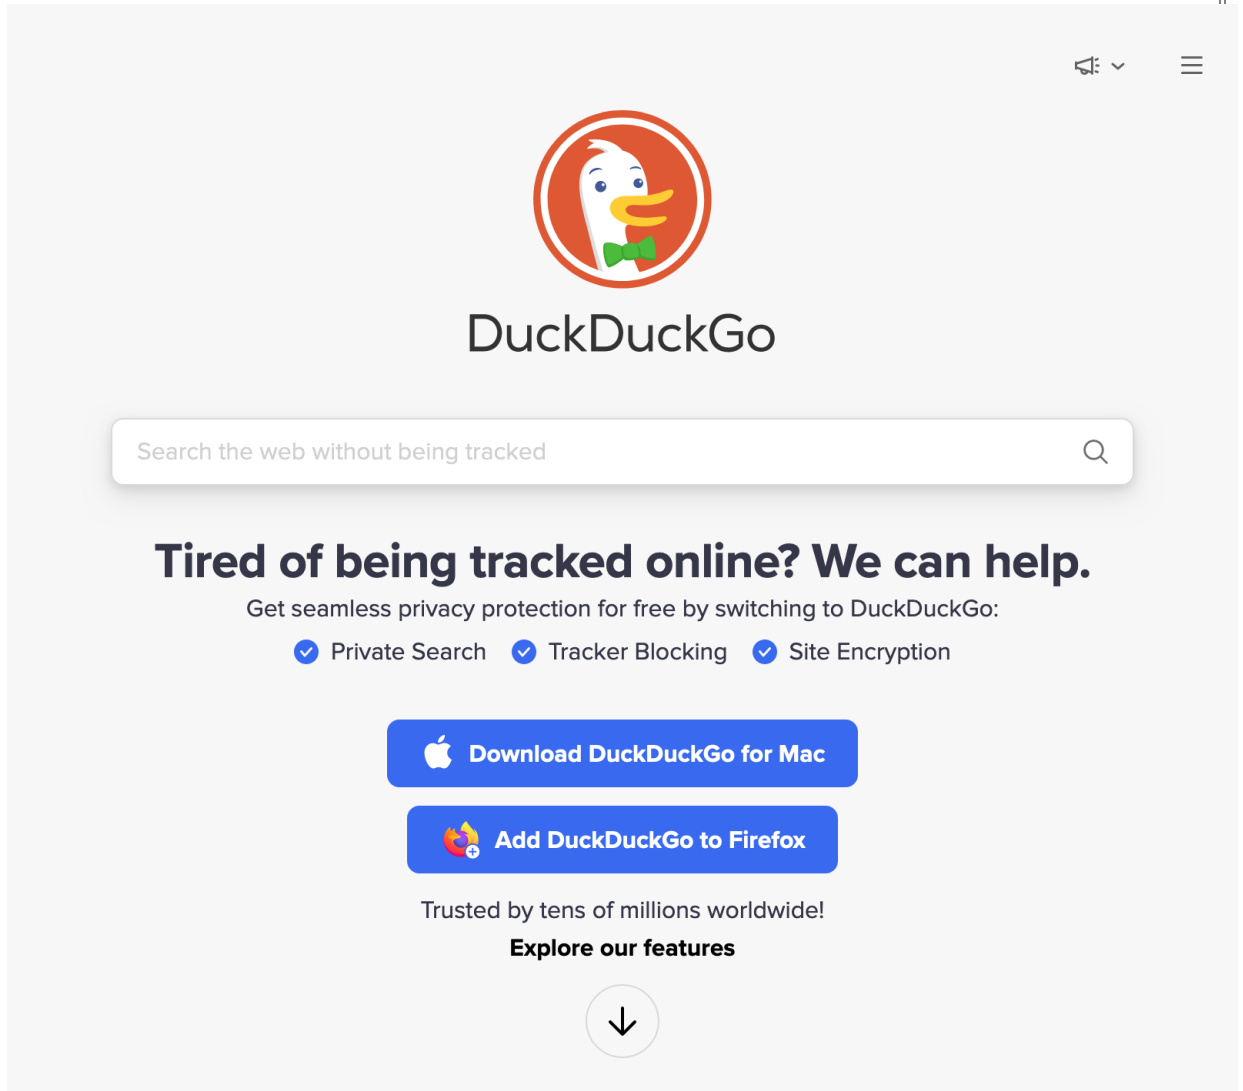 DuckDuckGo
Search the web without being tracked
Tired of being tracked online? We can help.
Get seamless privacy protection for free by switching to DuckDuckGo:
Private Search Tracker Blocking Site Encryption
Download DuckDuckGo for Mac
Add DuckDuckGo to Firefox
Trusted by tens of millions worldwide!
Explore our features